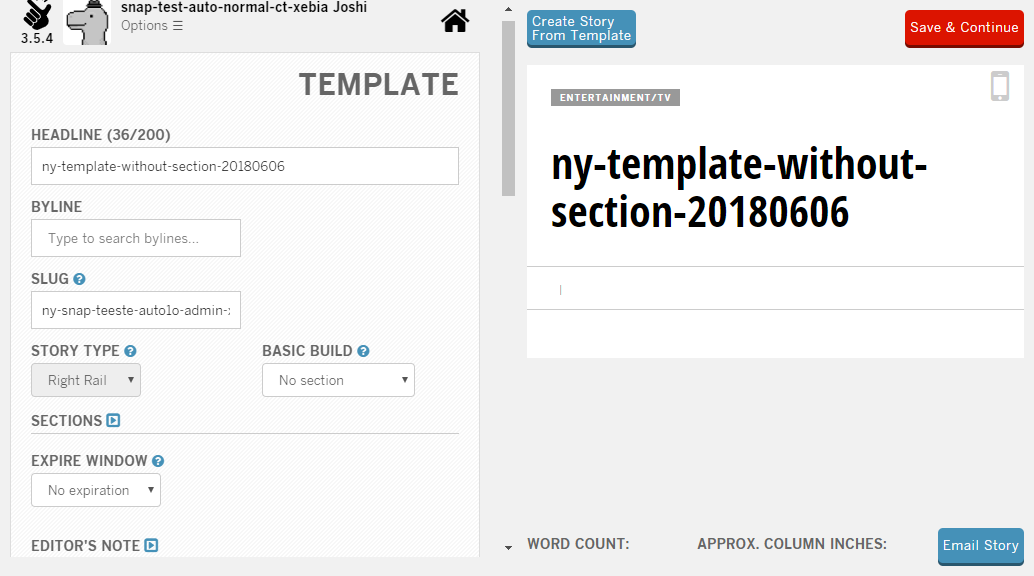 snap-test-auto-normal-ct-xebia Joshi
Options ☰
3.5.4
TEMPLATE
HEADLINE (36/200)
ny-template-without-section-20180606
BYLINE
Type to search bylines...
SLUG ?
ny-snap-teeste-auto1o-admin-
STORY TYPE ?
BASIC BUILD ?
Right Rail
No section
SECTIONS
EXPIRE WINDOW ?
No expiration
EDITOR'S NOTE
Create Story
From Template
Save & Continue
ENTERTAINMENT/TV
ny-template-without-
section-20180606
|
WORD COUNT:
APPROX. COLUMN INCHES:
Email Story